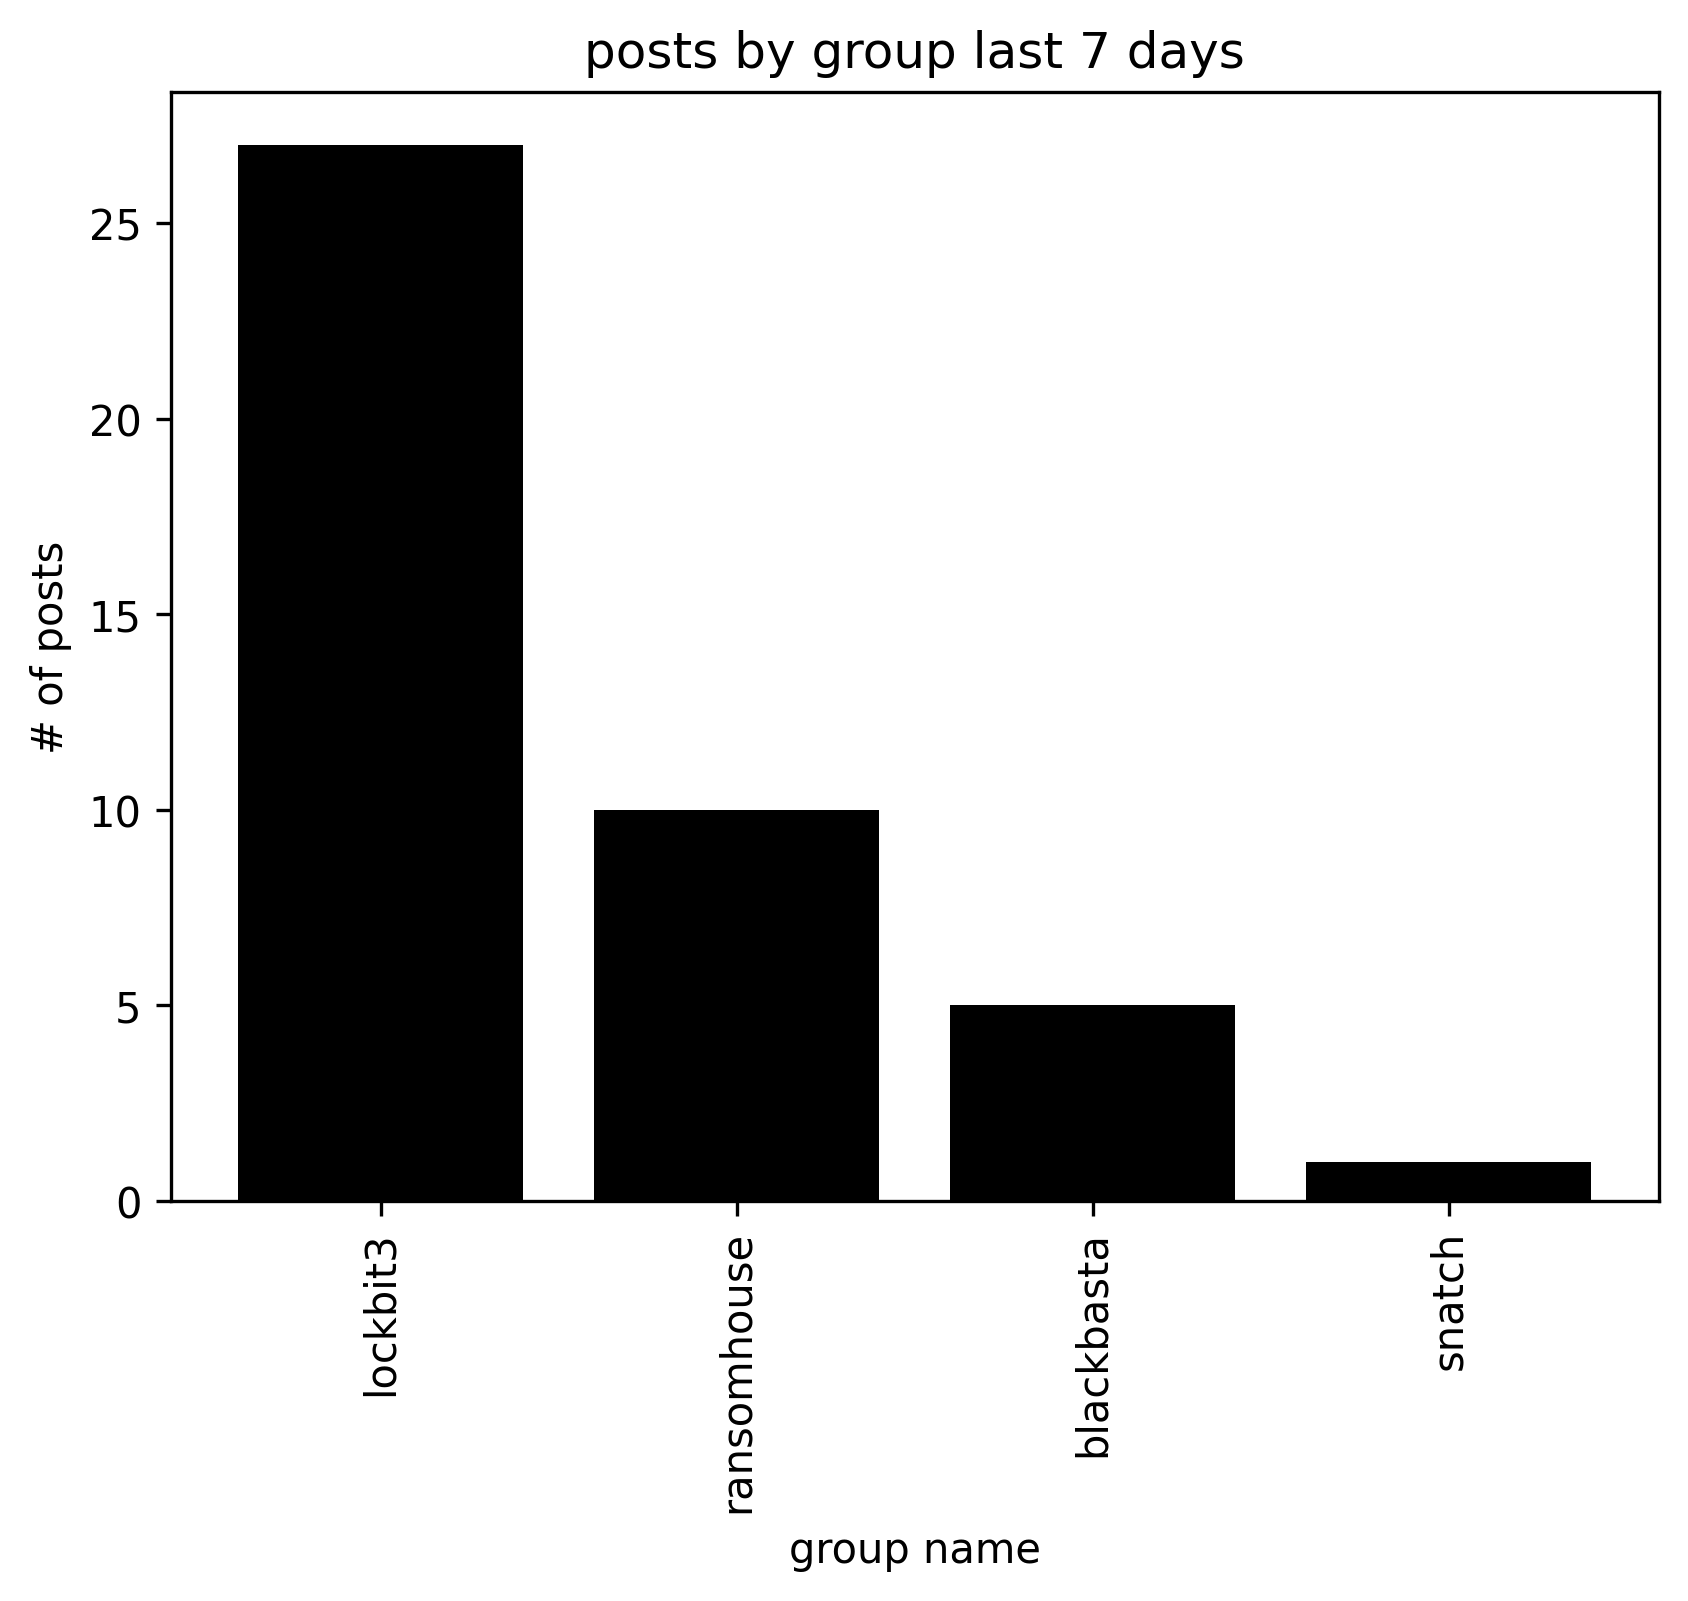 posts by group last 7 days
# of posts
25
20
15
10
5
0
lockbit3
ransomhouse
blackbasta
snatch
group name